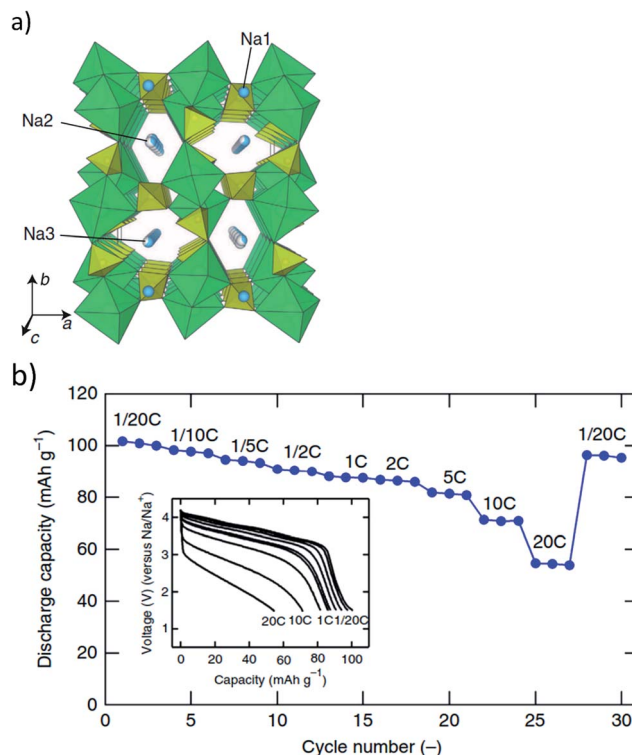 a)
Na1
Na2
Na3
b
a
c
b)
120
100
80
60
40
20
0
Discharge capacity (mAh g⁻¹)
1/20C
1/10C
1/5C
1/2C
1C
2C
5C
10C
20C
1/20C
Voltage (V) (versus Na/Na⁺)
4
3
2
1
20C 10C 1C 1/20C
0 20 40 60 80 100
Capacity (mAh g⁻¹)
0 5 10 15 20 25 30
Cycle number (–)